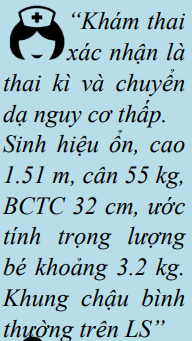 “Khám thai
xác nhận là
thai kì và chuyển
dạ nguy cơ thấp.
Sinh hiệu ổn, cao
1.51 m, cân 55 kg,
BCTC 32 cm, ước
tính trọng lượng
bé khoảng 3.2 kg.
Khung chậu bình
thường trên LS”